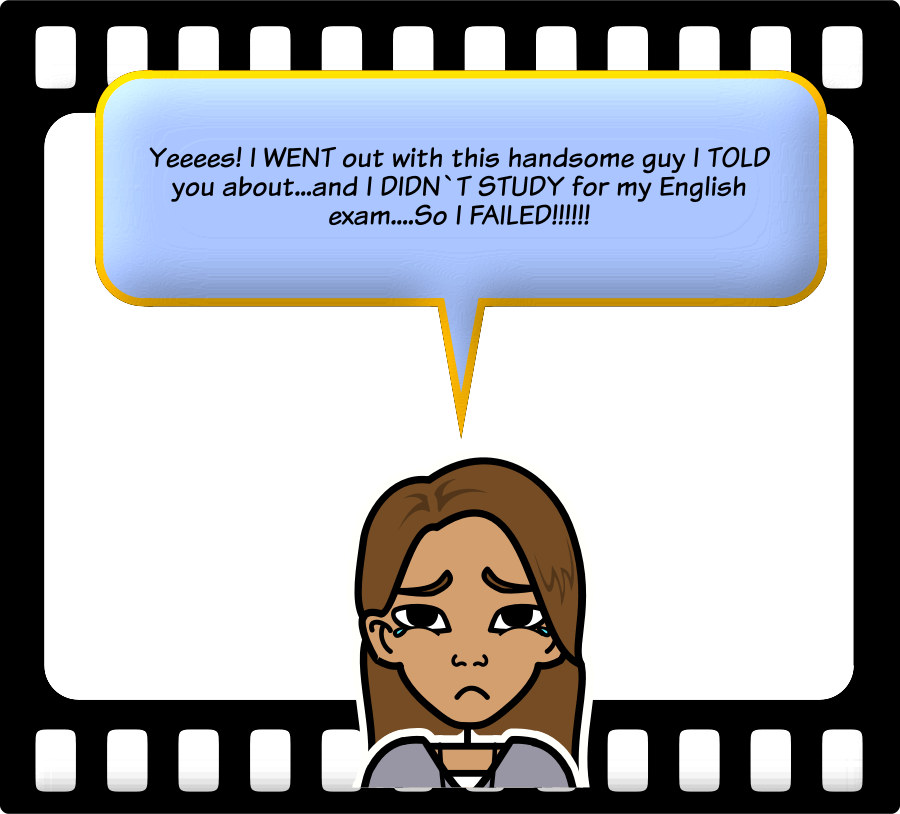 Yeeees! I WENT out with this handsome guy I TOLD
you about...and I DIDN`T STUDY for my English
exam....So I FAILED!!!!!!